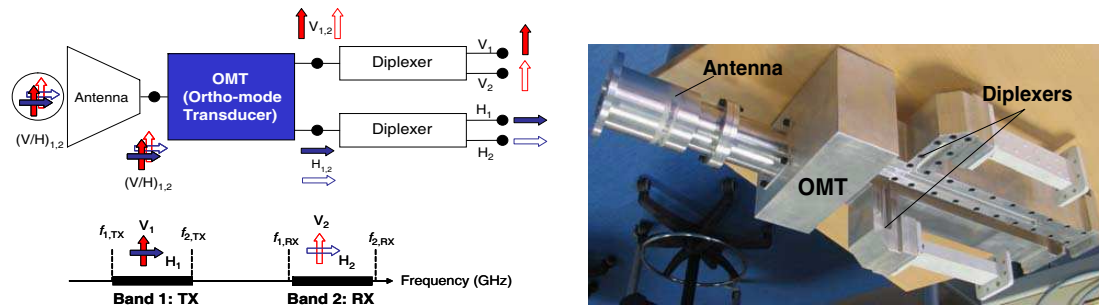 V1,2
V1
V2
Diplexer
OMT
(Ortho-mode
Transducer)
Antenna
(V/H)1,2
(V/H)1,2
H1,2
Diplexer
H1
H2
f1,TX
V1
H1
f2,TX
f1,RX
V2
H2
f2,RX
Frequency (GHz)
Band 1: TX
Band 2: RX
Antenna
Diplexers
OMT